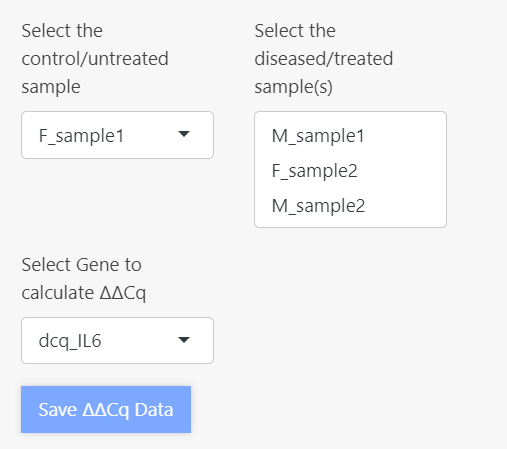 Select the
control/untreated
sample
F_sample1
Select the
diseased/treated
sample(s)
M_sample1
F_sample2
M_sample2
Select Gene to
calculate ΔΔCq
dcq_IL6
Save ΔΔCq Data